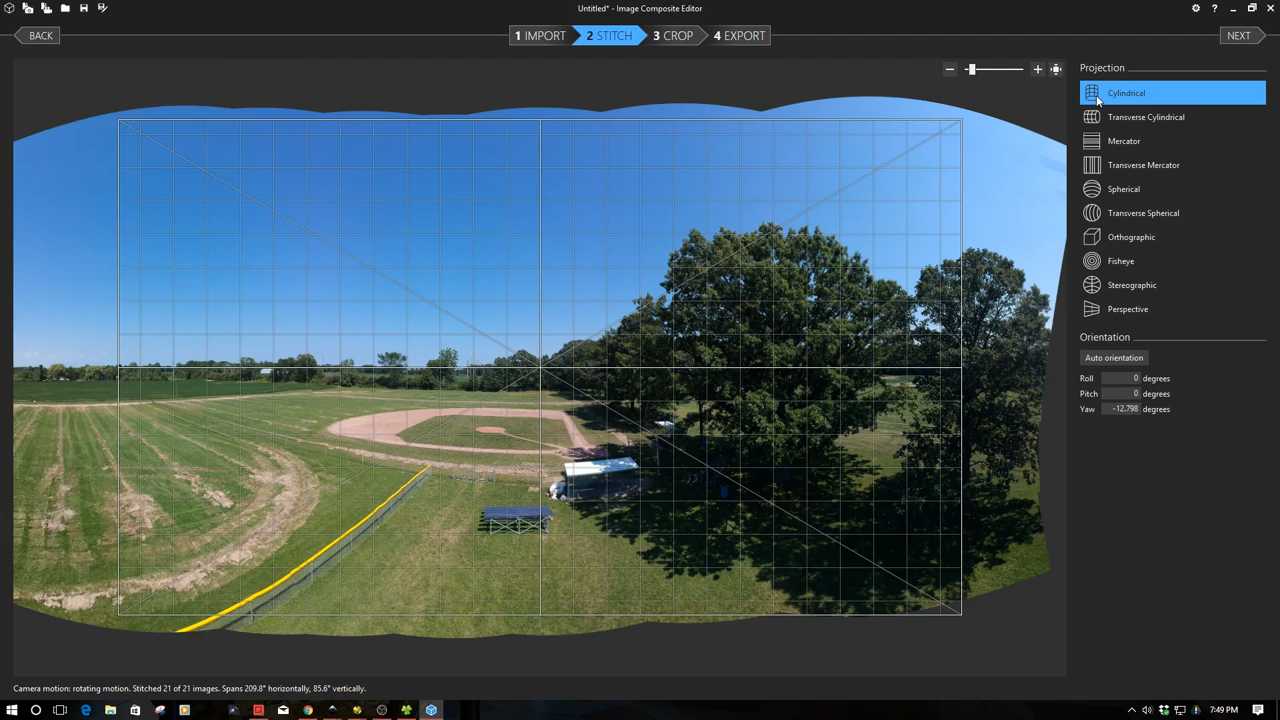 Untitled* - Image Composite Editor
BACK
1 IMPORT
2 STITCH
3 CROP
4 EXPORT
NEXT
Projection
Cylindrical
Transverse Cylindrical
Mercator
Transverse Mercator
Spherical
Transverse Spherical
Orthographic
Fisheye
Stereographic
Perspective
Orientation
Auto orientation
Roll 0 degrees
Pitch 0 degrees
Yaw -12.798 degrees
Camera motion: rotating motion. Stitched 21 of 21 images. Spans 209.8° horizontally, 85.6° vertically.
7:49 PM